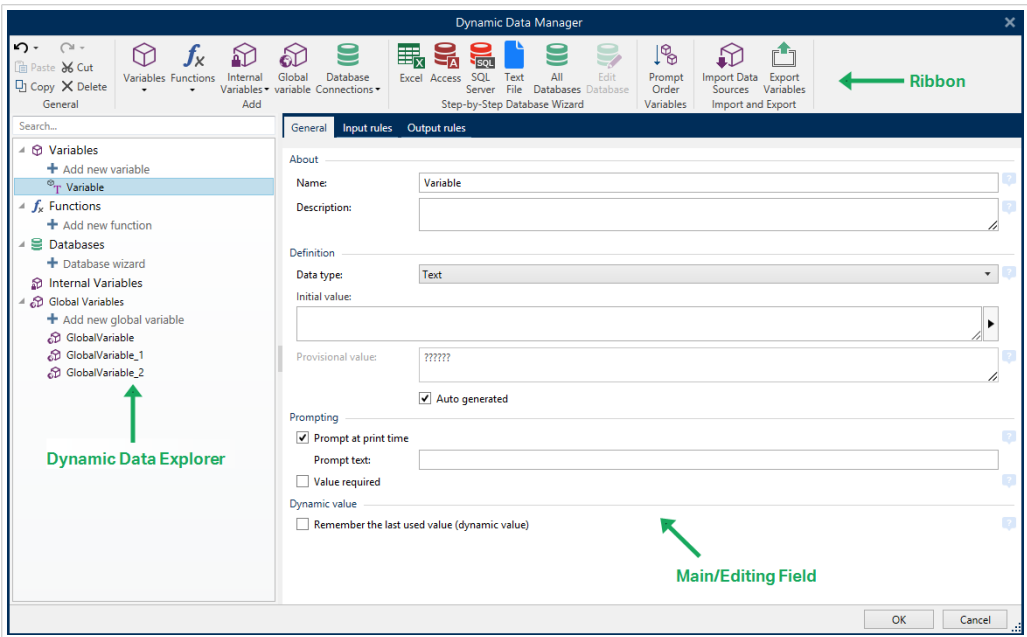 Dynamic Data Manager
Paste Cut
Copy Delete
General
Variables Functions Internal Variables Global variable Database Connections
Add
Excel Access SQL Server Text File All Databases Edit Database
Step-by-Step Database Wizard
Prompt Order
Variables
Import Data Sources Export Variables
Import and Export
Ribbon
Search...
General Input rules Output rules
Variables
Add new variable
T Variable
fx Functions
Add new function
Databases
Database wizard
Internal Variables
Global Variables
Add new global variable
GlobalVariable
GlobalVariable_1
GlobalVariable_2
Dynamic Data Explorer
About
Name: Variable
Description:
Definition
Data type: Text
Initial value:
Provisional value: ??????
Auto generated
Prompting
Prompt at print time
Prompt text:
Value required
Dynamic value
Remember the last used value (dynamic value)
Main/Editing Field
OK Cancel